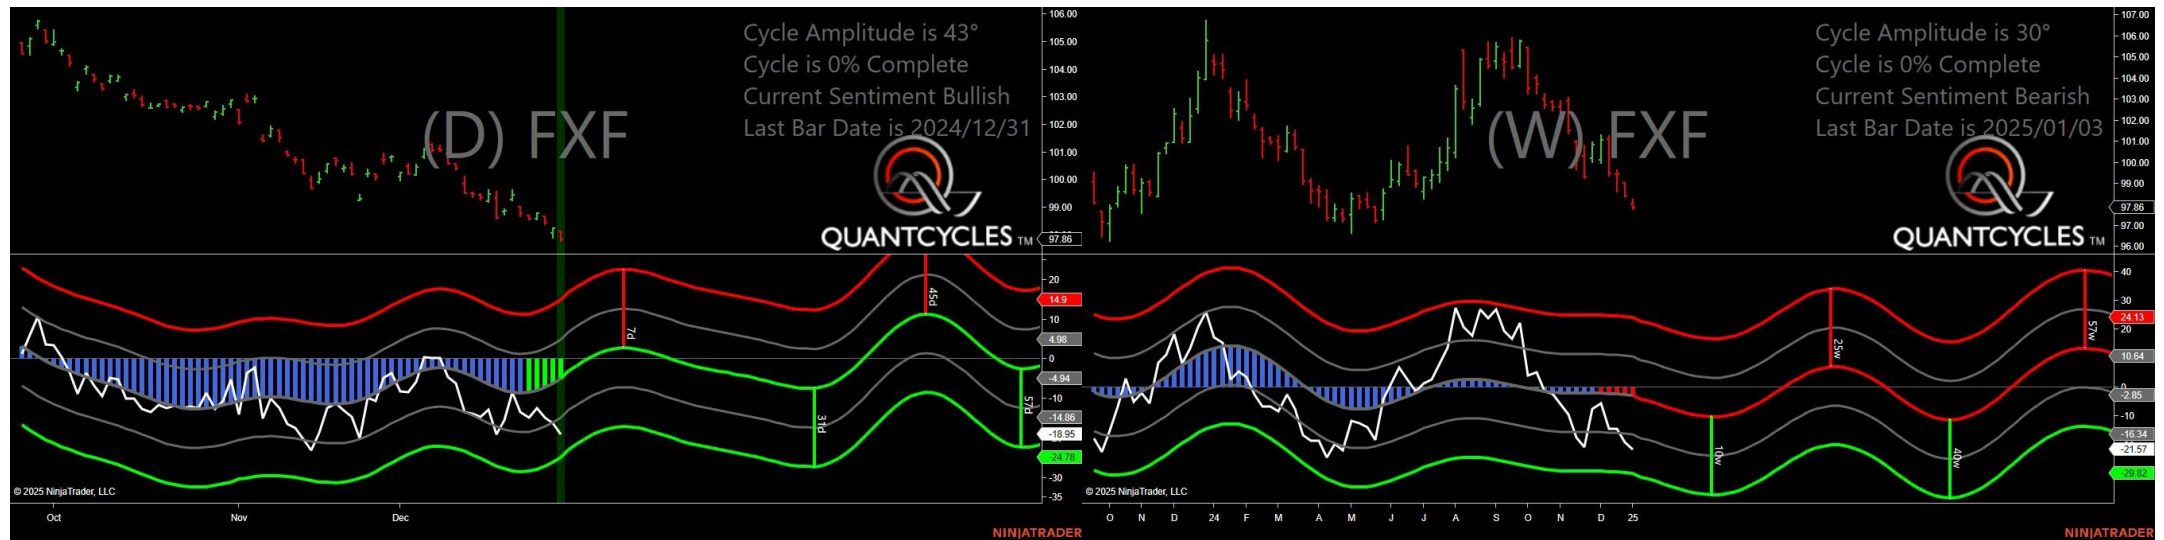 Cycle Amplitude is 43°
Cycle is 0% Complete
Current Sentiment Bullish
Last Bar Date is 2024/12/31
(D) FXF
QUANTCYCLES TM
106.00
105.00
104.00
103.00
102.00
101.00
100.00
99.00
97.86
20
14.9
10
4.98
0
-4.94
-10
-14.86
-18.95
-24.78
-30
-35
7d
31d
45d
57d
© 2025 NinjaTrader, LLC
Oct Nov Dec
NINJATRADER
Cycle Amplitude is 30°
Cycle is 0% Complete
Current Sentiment Bearish
Last Bar Date is 2025/01/03
(W) FXF
QUANTCYCLES TM
107.00
106.00
105.00
104.00
103.00
102.00
101.00
100.00
99.00
97.86
97.00
96.00
40
30
24.13
20
10.64
0
-2.85
-10
-16.34
-21.57
-29.82
10w
25w
40w
57w
© 2025 NinjaTrader, LLC
O N D 24 F M A M J J A S O N D 25
NINJATRADER